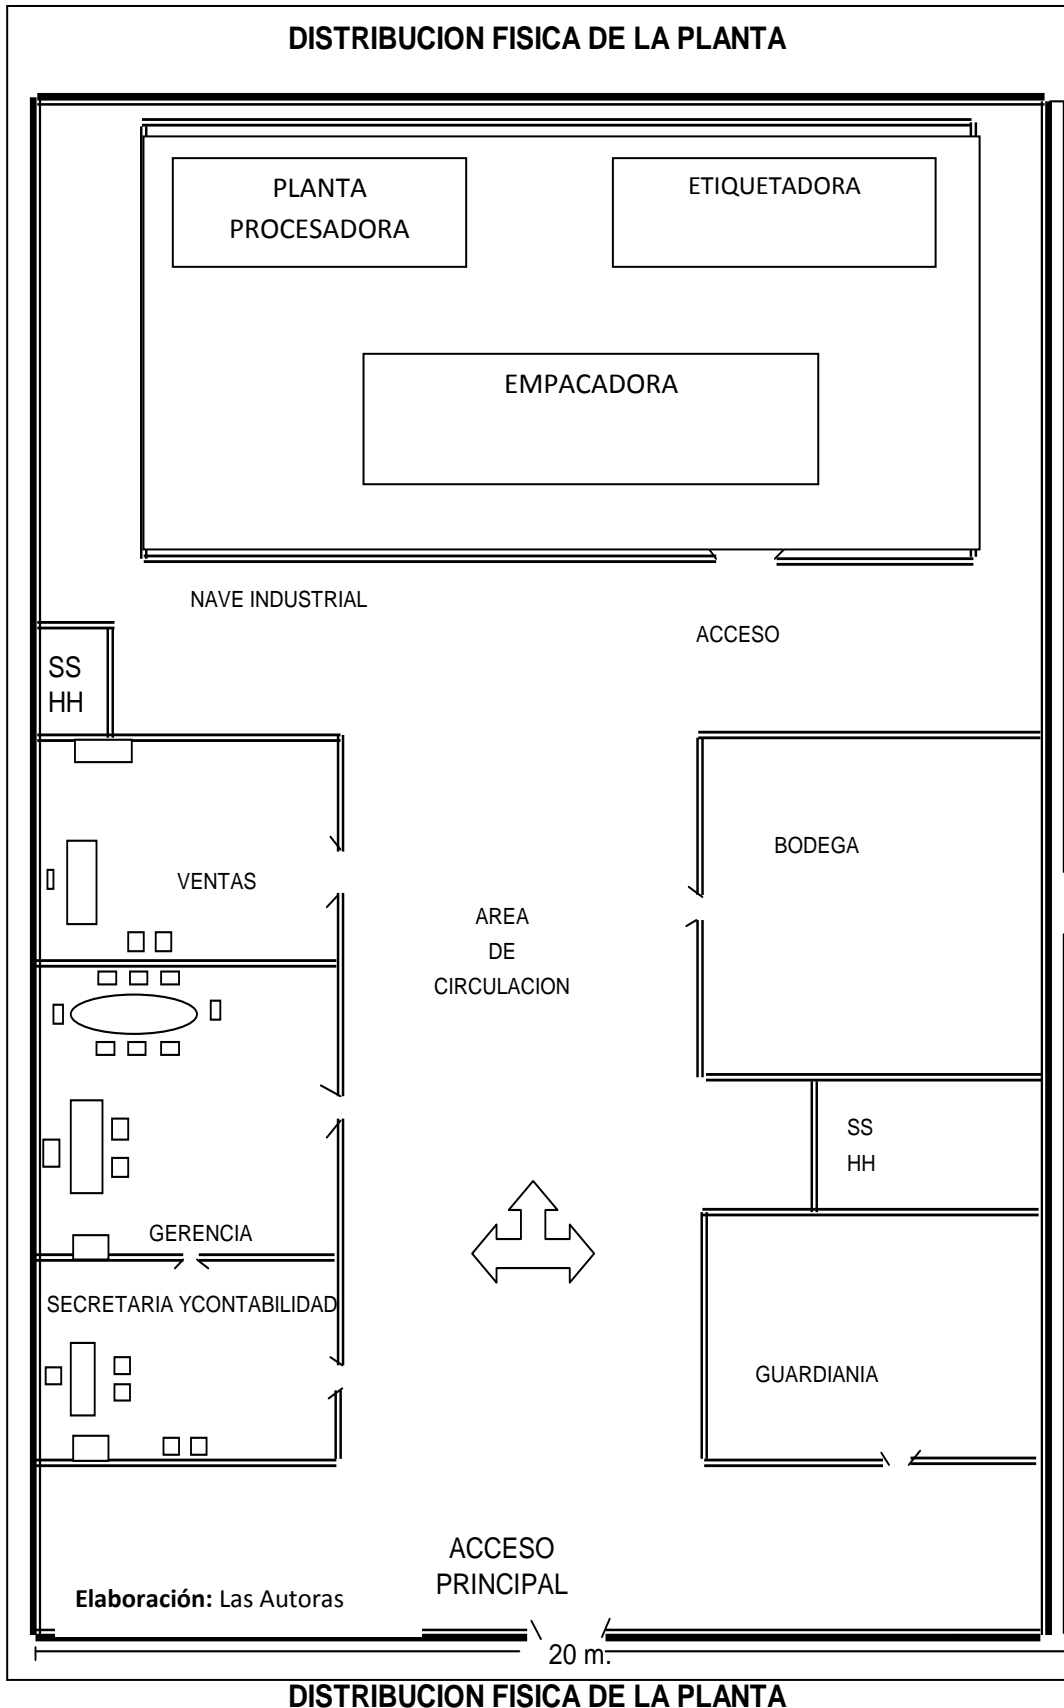 DISTRIBUCION FISICA DE LA PLANTA
PLANTA
PROCESADORA
ETIQUETADORA
EMPACADORA
NAVE INDUSTRIAL
ACCESO
SS
HH
VENTAS
BODEGA
AREA
DE
CIRCULACION
SS
HH
GERENCIA
SECRETARIA YCONTABILIDAD
GUARDIANIA
ACCESO
PRINCIPAL
Elaboración: Las Autoras
20 m.
DISTRIBUCION FISICA DE LA PLANTA